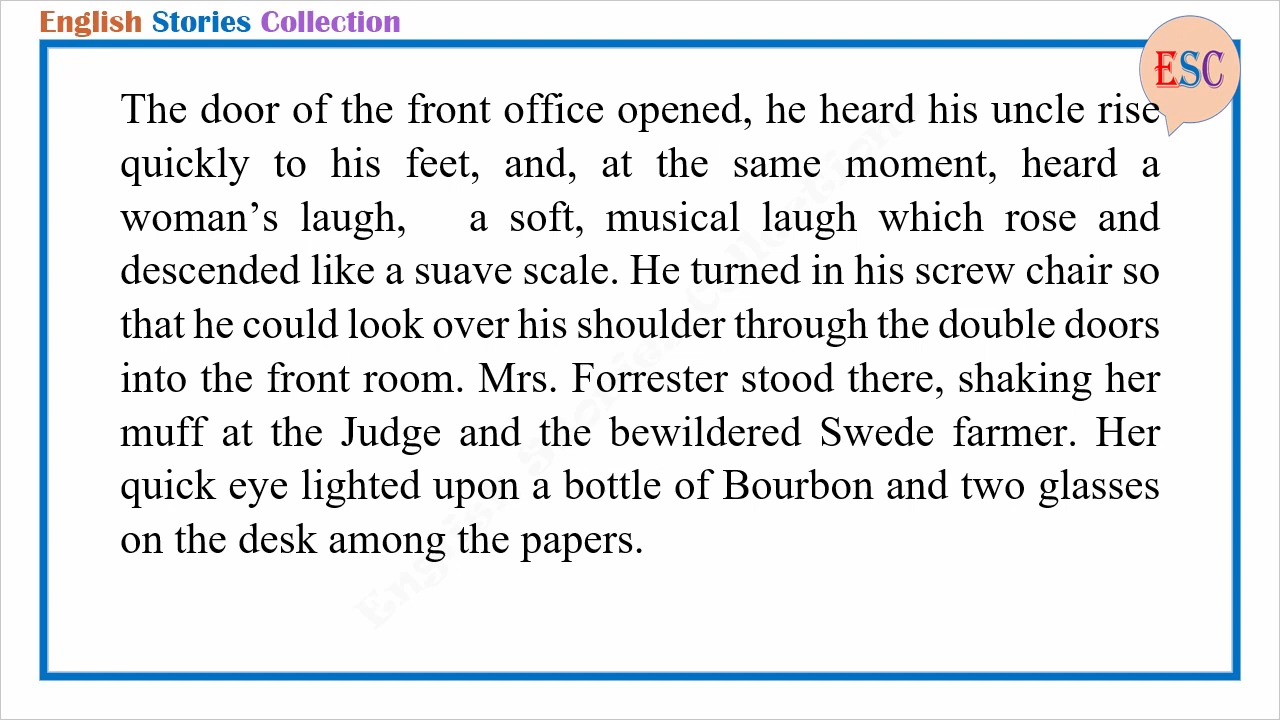 English Stories Collection
ESC
The door of the front office opened, he heard his uncle rise
quickly to his feet, and, at the same moment, heard a
woman’s laugh, a soft, musical laugh which rose and
descended like a suave scale. He turned in his screw chair so
that he could look over his shoulder through the double doors
into the front room. Mrs. Forrester stood there, shaking her
muff at the Judge and the bewildered Swede farmer. Her
quick eye lighted upon a bottle of Bourbon and two glasses
on the desk among the papers.
English Stories Collection